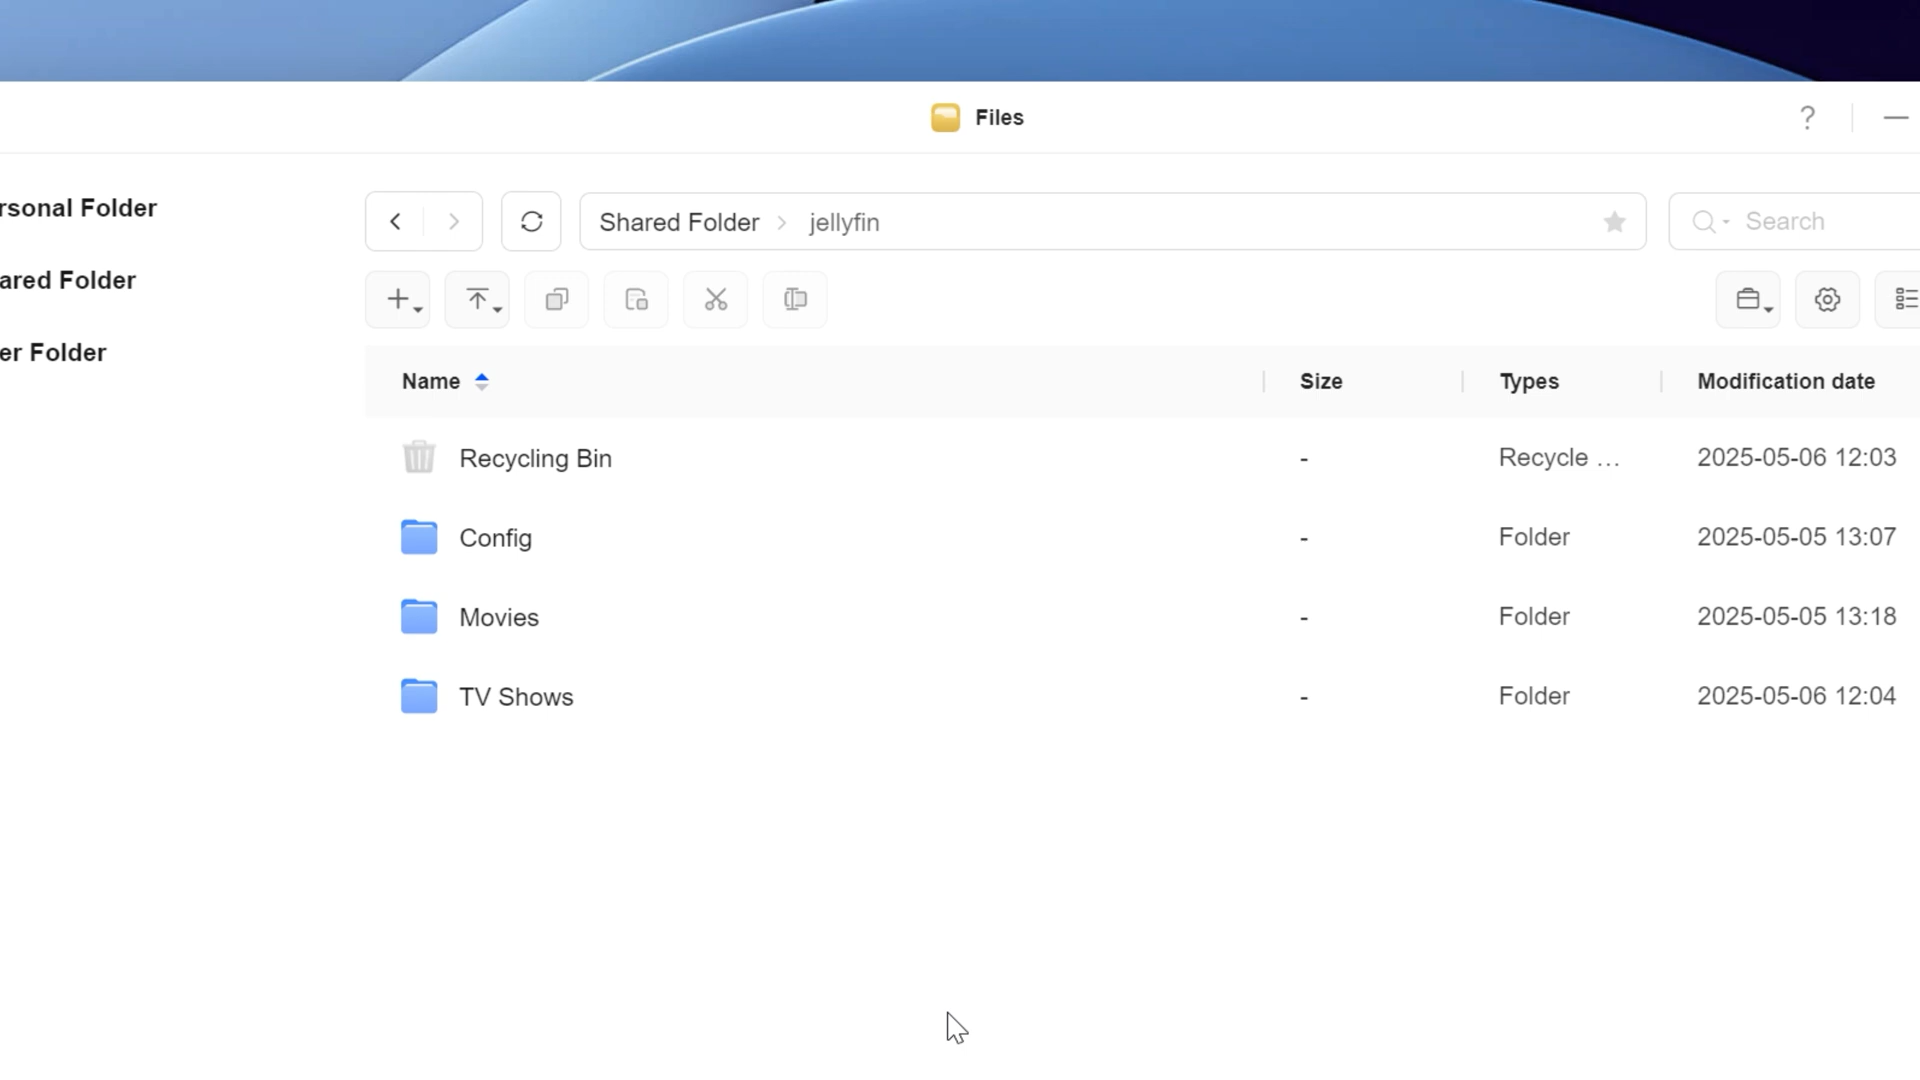 Files
?
rsonal Folder
ared Folder
er Folder
Shared Folder > jellyfin
Search
Name Size Types Modification date
Recycling Bin - Recycle ... 2025-05-06 12:03
Config - Folder 2025-05-05 13:07
Movies - Folder 2025-05-05 13:18
TV Shows - Folder 2025-05-06 12:04